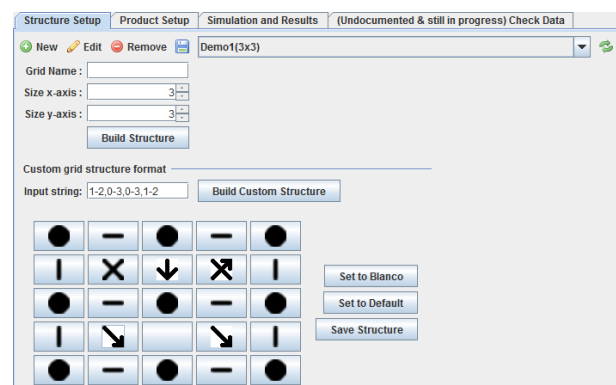 Structure Setup Product Setup Simulation and Results (Undocumented & still in progress) Check Data
New Edit Remove Demo1(3x3)
Grid Name :
Size x-axis : 3
Size y-axis : 3
Build Structure
Custom grid structure format
Input string: 1-2,0-3,0-3,1-2 Build Custom Structure
Set to Blanco
Set to Default
Save Structure